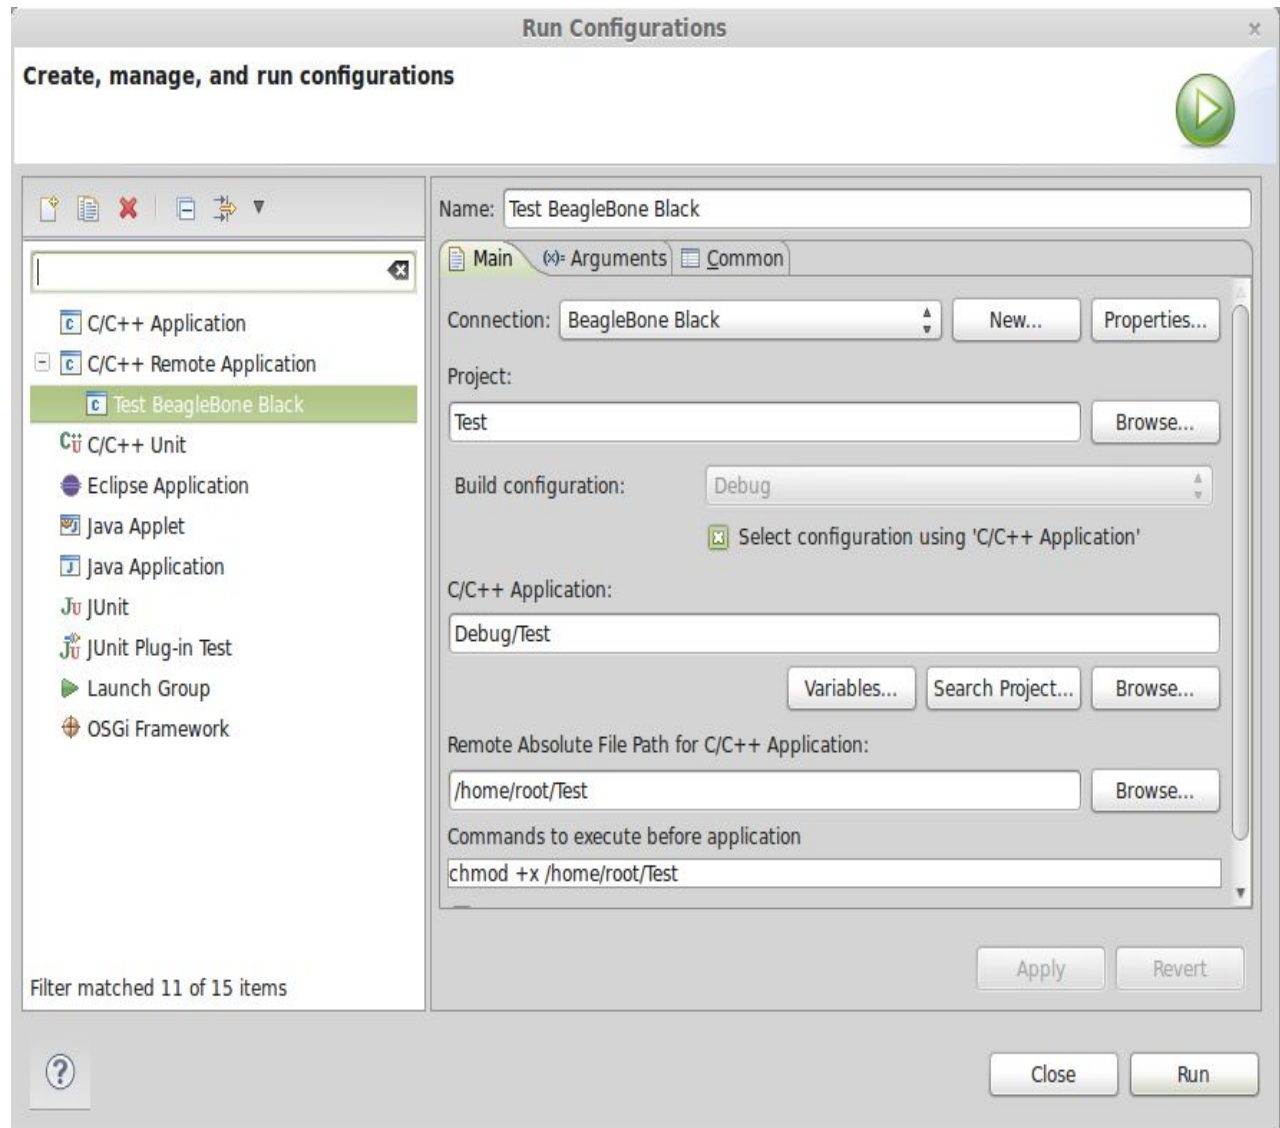 Run Configurations
Create, manage, and run configurations
C/C++ Application
C/C++ Remote Application
Test BeagleBone Black
C/C++ Unit
Eclipse Application
Java Applet
Java Application
JUnit
JUnit Plug-in Test
Launch Group
OSGi Framework
Filter matched 11 of 15 items
Name: Test BeagleBone Black
Main (x)= Arguments Common
Connection: BeagleBone Black New... Properties...
Project:
Test Browse...
Build configuration: Debug
Select configuration using 'C/C++ Application'
C/C++ Application:
Debug/Test
Variables... Search Project... Browse...
Remote Absolute File Path for C/C++ Application:
/home/root/Test Browse...
Commands to execute before application
chmod +x /home/root/Test
Apply Revert
? Close Run